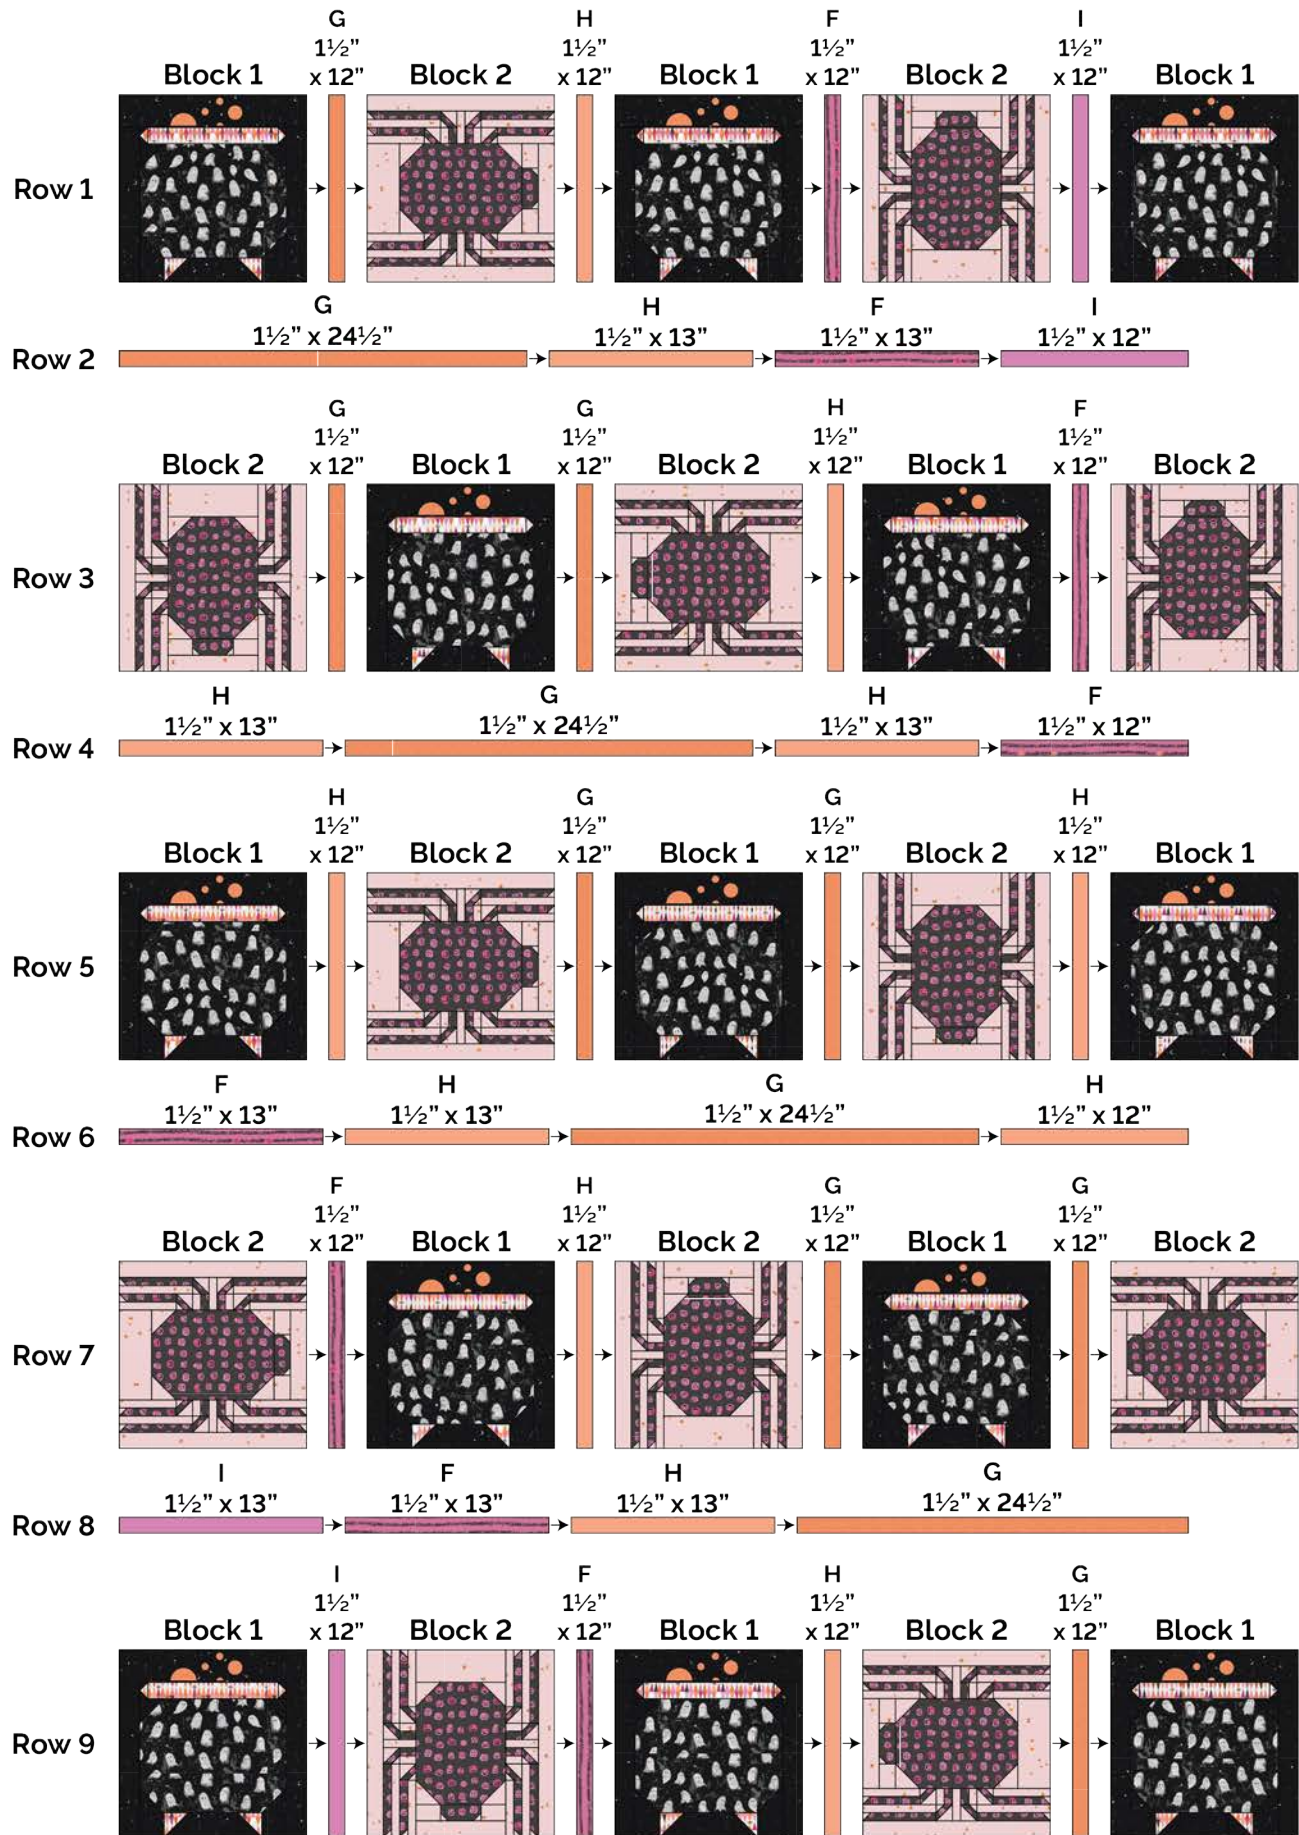 G H F I
1½” 1½” 1½” 1½”
Block 1 x 12” Block 2 x 12” Block 1 x 12” Block 2 x 12” Block 1
Row 1
G H F I
1½” x 24½” 1½” x 13” 1½” x 13” 1½” x 12”
Row 2
G G H F
1½” 1½” 1½” 1½”
Block 2 x 12” Block 1 x 12” Block 2 x 12” Block 1 x 12” Block 2
Row 3
H G H F
1½” x 13” 1½” x 24½” 1½” x 13” 1½” x 12”
Row 4
H G G H
1½” 1½” 1½” 1½”
Block 1 x 12” Block 2 x 12” Block 1 x 12” Block 2 x 12” Block 1
Row 5
F H G H
1½” x 13” 1½” x 13” 1½” x 24½” 1½” x 12”
Row 6
F H G G
1½” 1½” 1½” 1½”
Block 2 x 12” Block 1 x 12” Block 2 x 12” Block 1 x 12” Block 2
Row 7
I F H G
1½” x 13” 1½” x 13” 1½” x 13” 1½” x 24½”
Row 8
I F H G
1½” 1½” 1½” 1½”
Block 1 x 12” Block 2 x 12” Block 1 x 12” Block 2 x 12” Block 1
Row 9